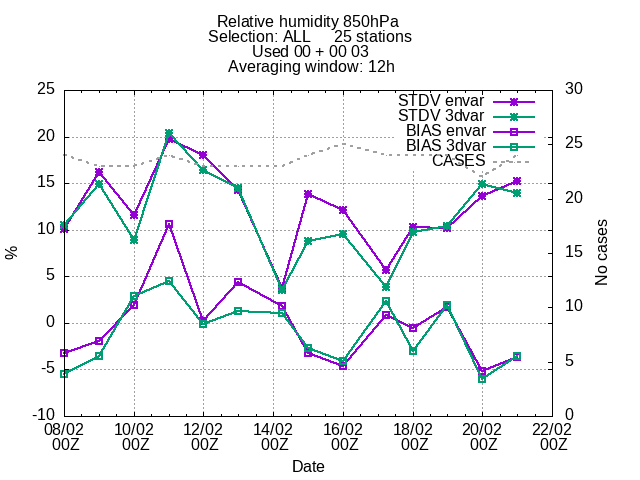 Relative humidity 850hPa
Selection: ALL 25 stations
Used 00 + 00 03
Averaging window: 12h
STDV envar
STDV 3dvar
BIAS envar
BIAS 3dvar
CASES
25
20
15
10
5
0
-5
-10
30
25
20
15
10
5
0
%
No cases
08/02 10/02 12/02 14/02 16/02 18/02 20/02 22/02
00Z 00Z 00Z 00Z 00Z 00Z 00Z 00Z
Date